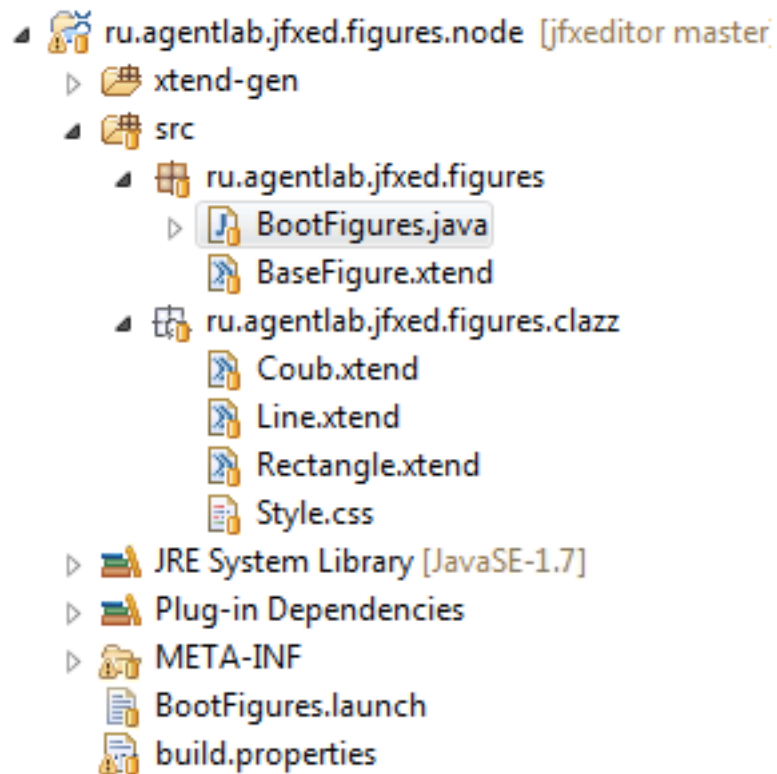 ru.agentlab.jfxed.figures.node [jfxeditor master]
xtend-gen
src
ru.agentlab.jfxed.figures
BootFigures.java
BaseFigure.xtend
ru.agentlab.jfxed.figures.clazz
Coub.xtend
Line.xtend
Rectangle.xtend
Style.css
JRE System Library [JavaSE-1.7]
Plug-in Dependencies
META-INF
BootFigures.launch
build.properties